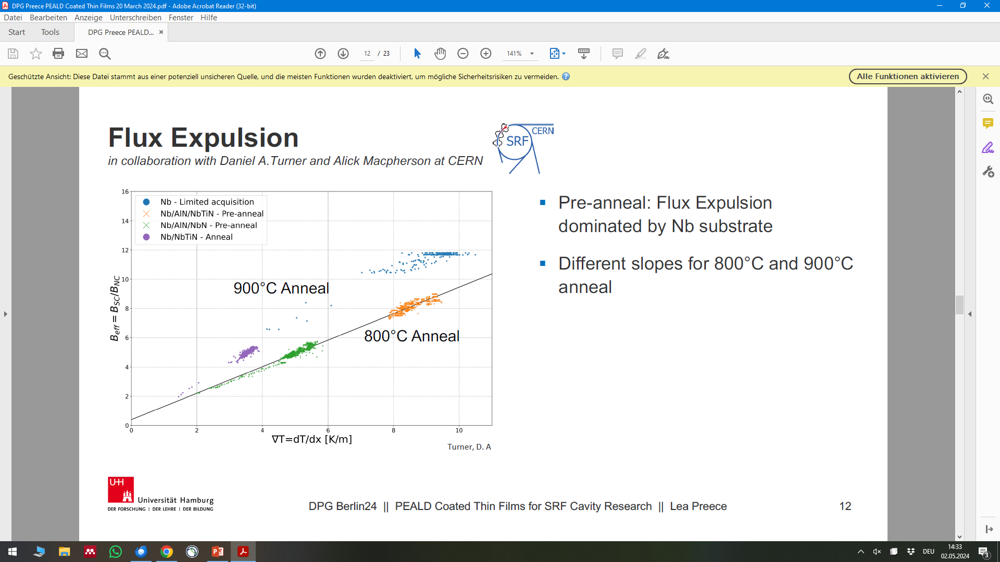 DPG Preece PEALD Coated Thin Films 20 March 2024.pdf - Adobe Acrobat Reader (32-bit)
Datei Bearbeiten Anzeige Unterschreiben Fenster Hilfe
Start Tools DPG Preece PEALD... ×
12 / 23 141%
Geschützte Ansicht: Diese Datei stammt aus einer potenziell unsicheren Quelle, und die meisten Funktionen wurden deaktiviert, um mögliche Sicherheitsrisiken zu vermeiden. ?
Alle Funktionen aktivieren
Flux Expulsion
in collaboration with Daniel A.Turner and Alick Macpherson at CERN
CERN
SRF
16
14
12
10
8
6
4
2
0
B_eff = B_SC/B_NC
Nb - Limited acquisition
Nb/AlN/NbTiN - Pre-anneal
Nb/AlN/NbN - Pre-anneal
Nb/NbTiN - Anneal
900°C Anneal
800°C Anneal
0 2 4 6 8 10
∇T=dT/dx [K/m]
Turner, D. A
▪ Pre-anneal: Flux Expulsion
dominated by Nb substrate
▪ Different slopes for 800°C and 900°C
anneal
UH
Universität Hamburg
DER FORSCHUNG | DER LEHRE | DER BILDUNG
DPG Berlin24 || PEALD Coated Thin Films for SRF Cavity Research || Lea Preece
12
DEU
14:33
02.05.2024
3